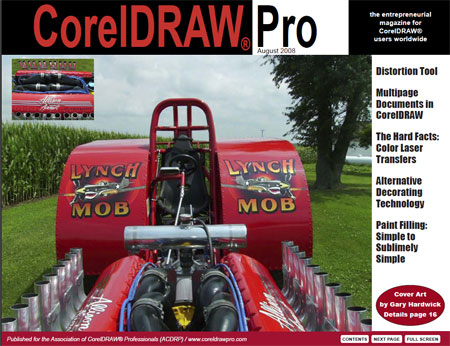 CorelDRAW® Pro
August 2008
the entrepreneurial
magazine for
CorelDRAW®
users worldwide
Distortion Tool
Multipage
Documents in
CorelDRAW
The Hard Facts:
Color Laser
Transfers
Alternative
Decorating
Technology
Paint Filling:
Simple to
Sublimely
Simple
Allison
LYNCH
MOB
LYNCH
MOB
Allison
Allison
Cover Art
by Gary Hardwick
Details page 16
Published for the Association of CorelDRAW® Professionals (ACDRP) / www.coreldrawpro.com
CONTENTS NEXT PAGE FULL SCREEN